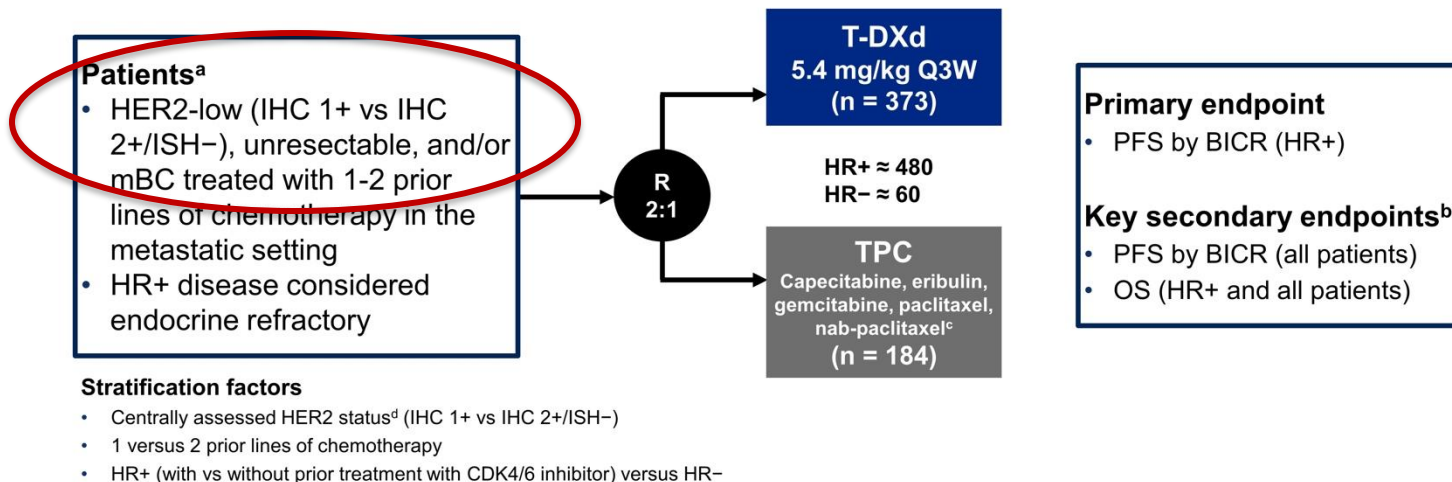 Patientsᵃ
• HER2-low (IHC 1+ vs IHC
2+/ISH−), unresectable, and/or
mBC treated with 1-2 prior
lines of chemotherapy in the
metastatic setting
• HR+ disease considered
endocrine refractory
R
2:1
T-DXd
5.4 mg/kg Q3W
(n = 373)
HR+ ≈ 480
HR− ≈ 60
TPC
Capecitabine, eribulin,
gemcitabine, paclitaxel,
nab-paclitaxelᶜ
(n = 184)
Primary endpoint
• PFS by BICR (HR+)
Key secondary endpointsᵇ
• PFS by BICR (all patients)
• OS (HR+ and all patients)
Stratification factors
• Centrally assessed HER2 statusᵈ (IHC 1+ vs IHC 2+/ISH−)
• 1 versus 2 prior lines of chemotherapy
• HR+ (with vs without prior treatment with CDK4/6 inhibitor) versus HR−